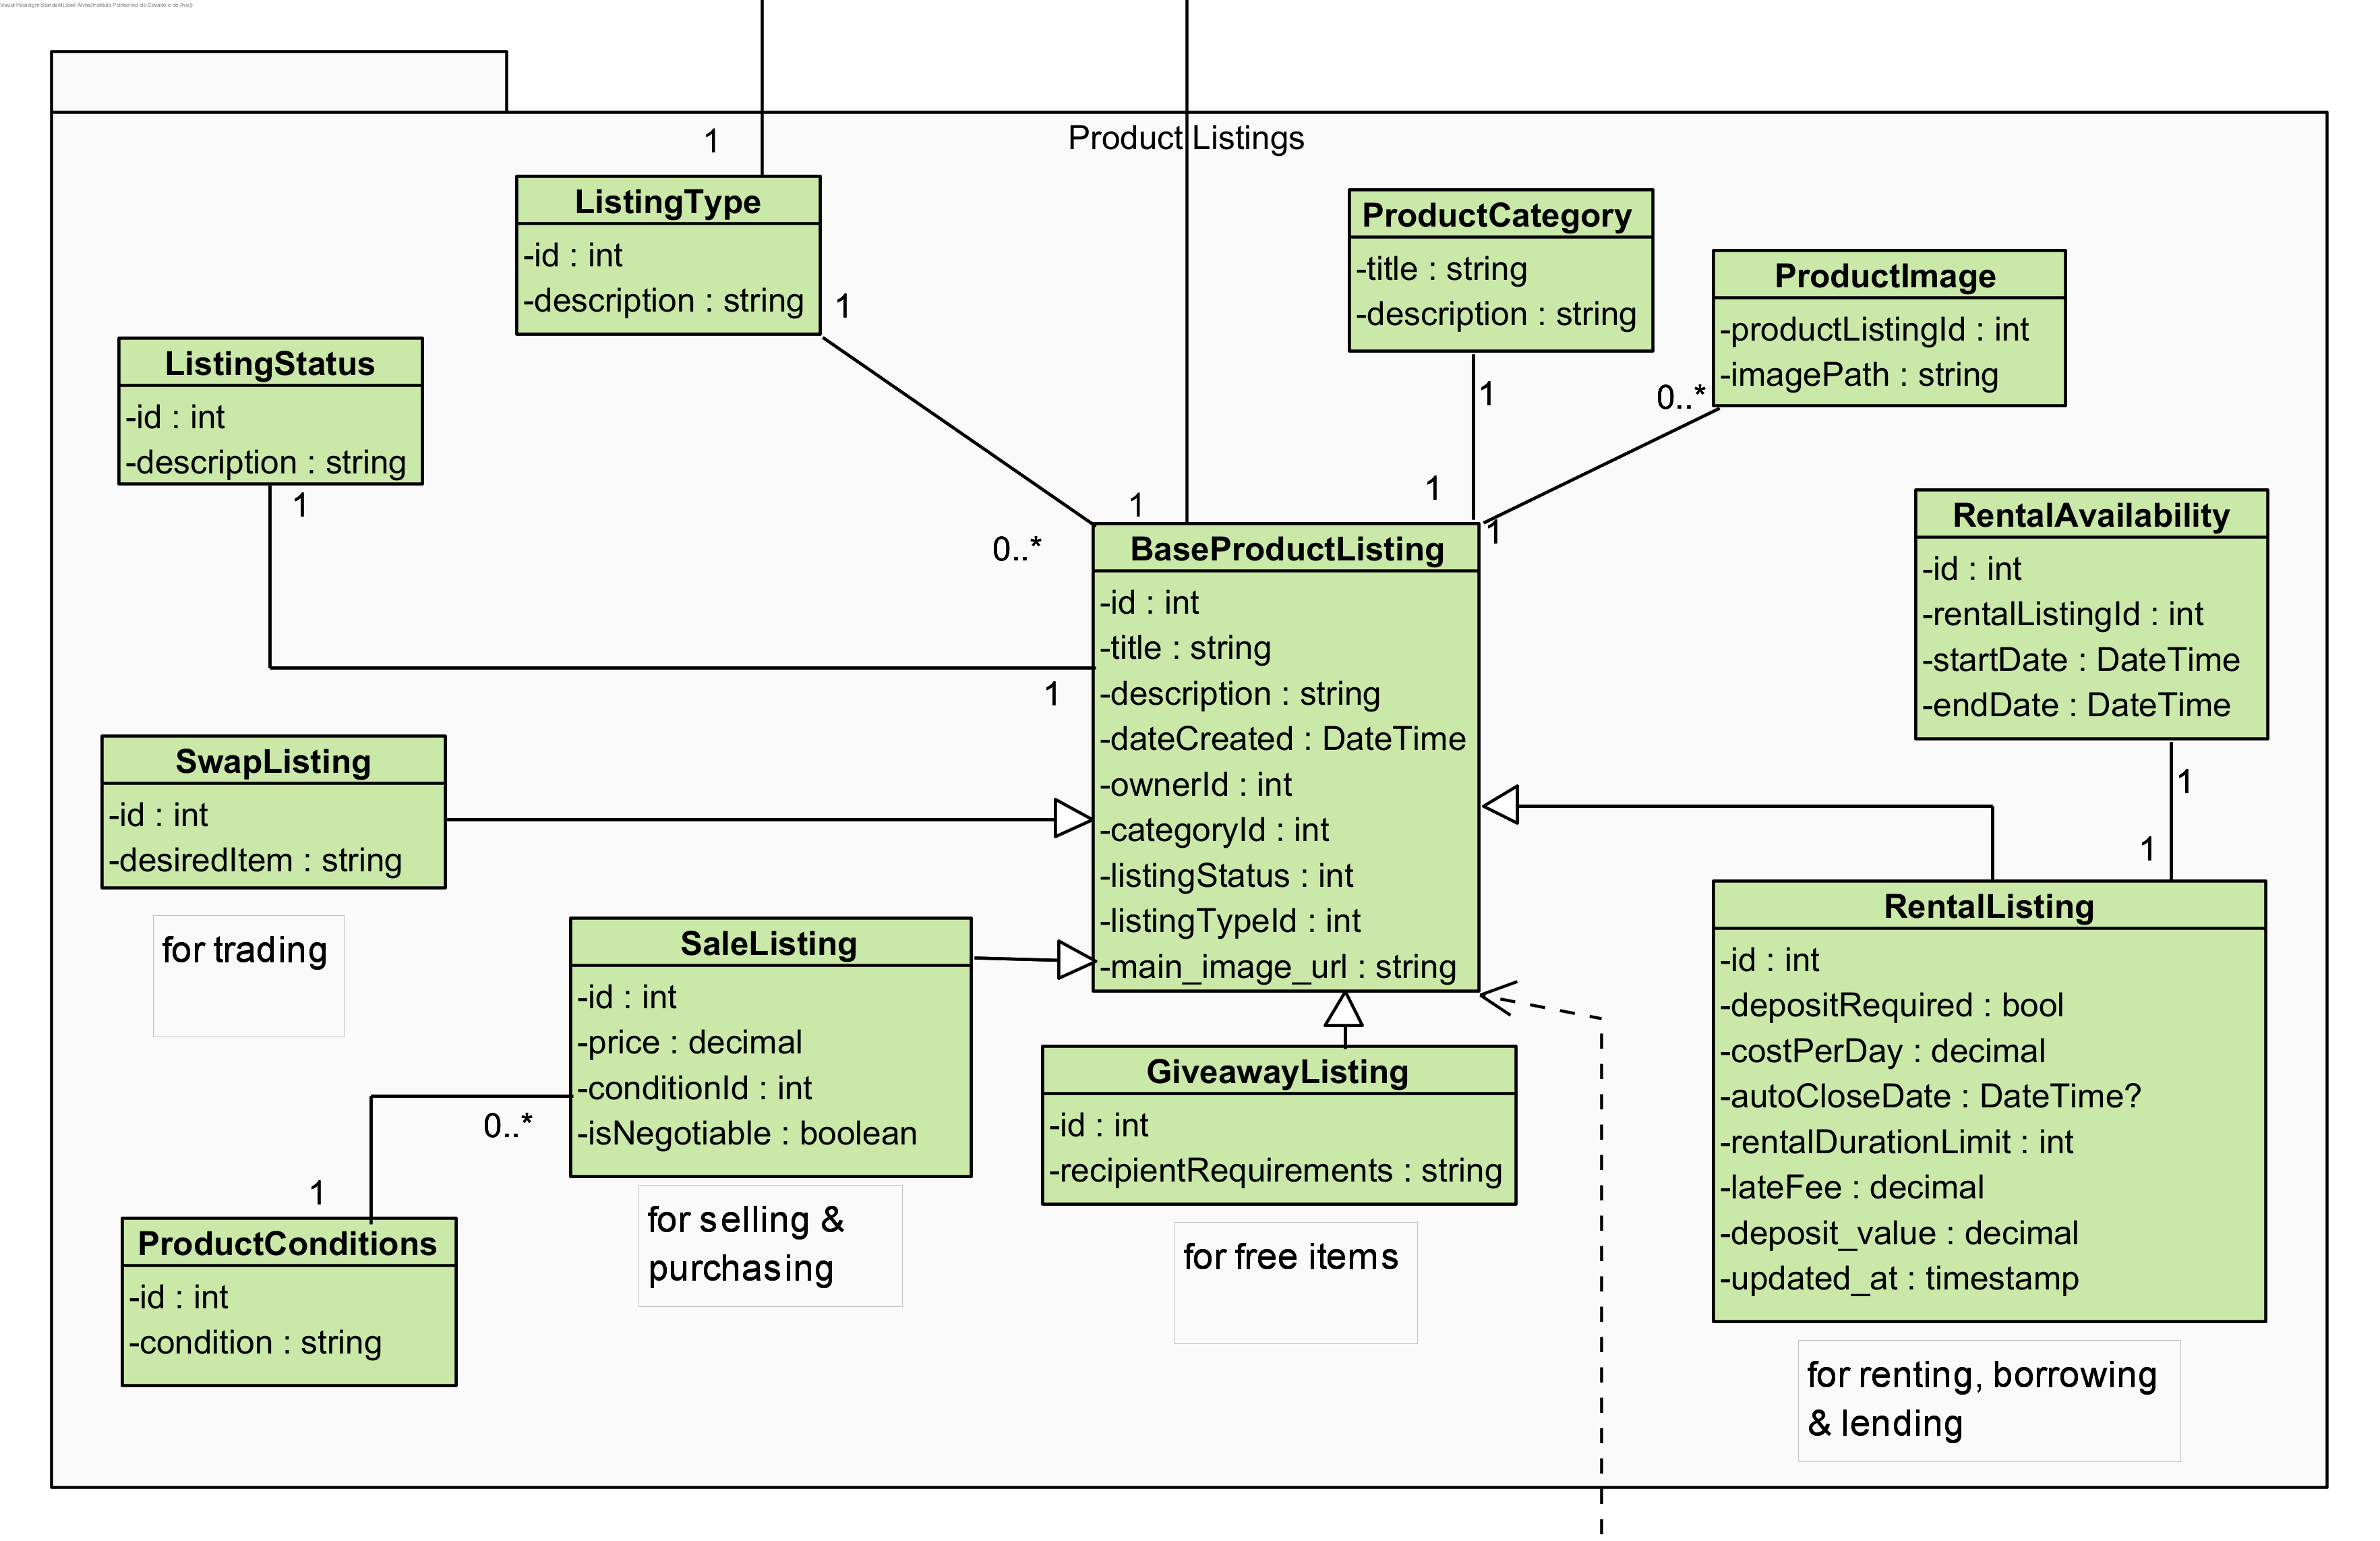 Visual Paradigm Standard(José Alves(Instituto Politecnico do Cavado e do Ave))
Product Listings
1
ListingType
-id : int
-description : string
1
ProductCategory
-title : string
-description : string
1
1
ProductImage
-productListingId : int
-imagePath : string
0..*
1
ListingStatus
-id : int
-description : string
1
1
0..*
1
BaseProductListing
-id : int
-title : string
-description : string
-dateCreated : DateTime
-ownerId : int
-categoryId : int
-listingStatus : int
-listingTypeId : int
-main_image_url : string
RentalAvailability
-id : int
-rentalListingId : int
-startDate : DateTime
-endDate : DateTime
1
1
SwapListing
-id : int
-desiredItem : string
for trading
SaleListing
-id : int
-price : decimal
-conditionId : int
-isNegotiable : boolean
for selling &
purchasing
0..*
1
ProductConditions
-id : int
-condition : string
GiveawayListing
-id : int
-recipientRequirements : string
for free items
RentalListing
-id : int
-depositRequired : bool
-costPerDay : decimal
-autoCloseDate : DateTime?
-rentalDurationLimit : int
-lateFee : decimal
-deposit_value : decimal
-updated_at : timestamp
for renting, borrowing
& lending